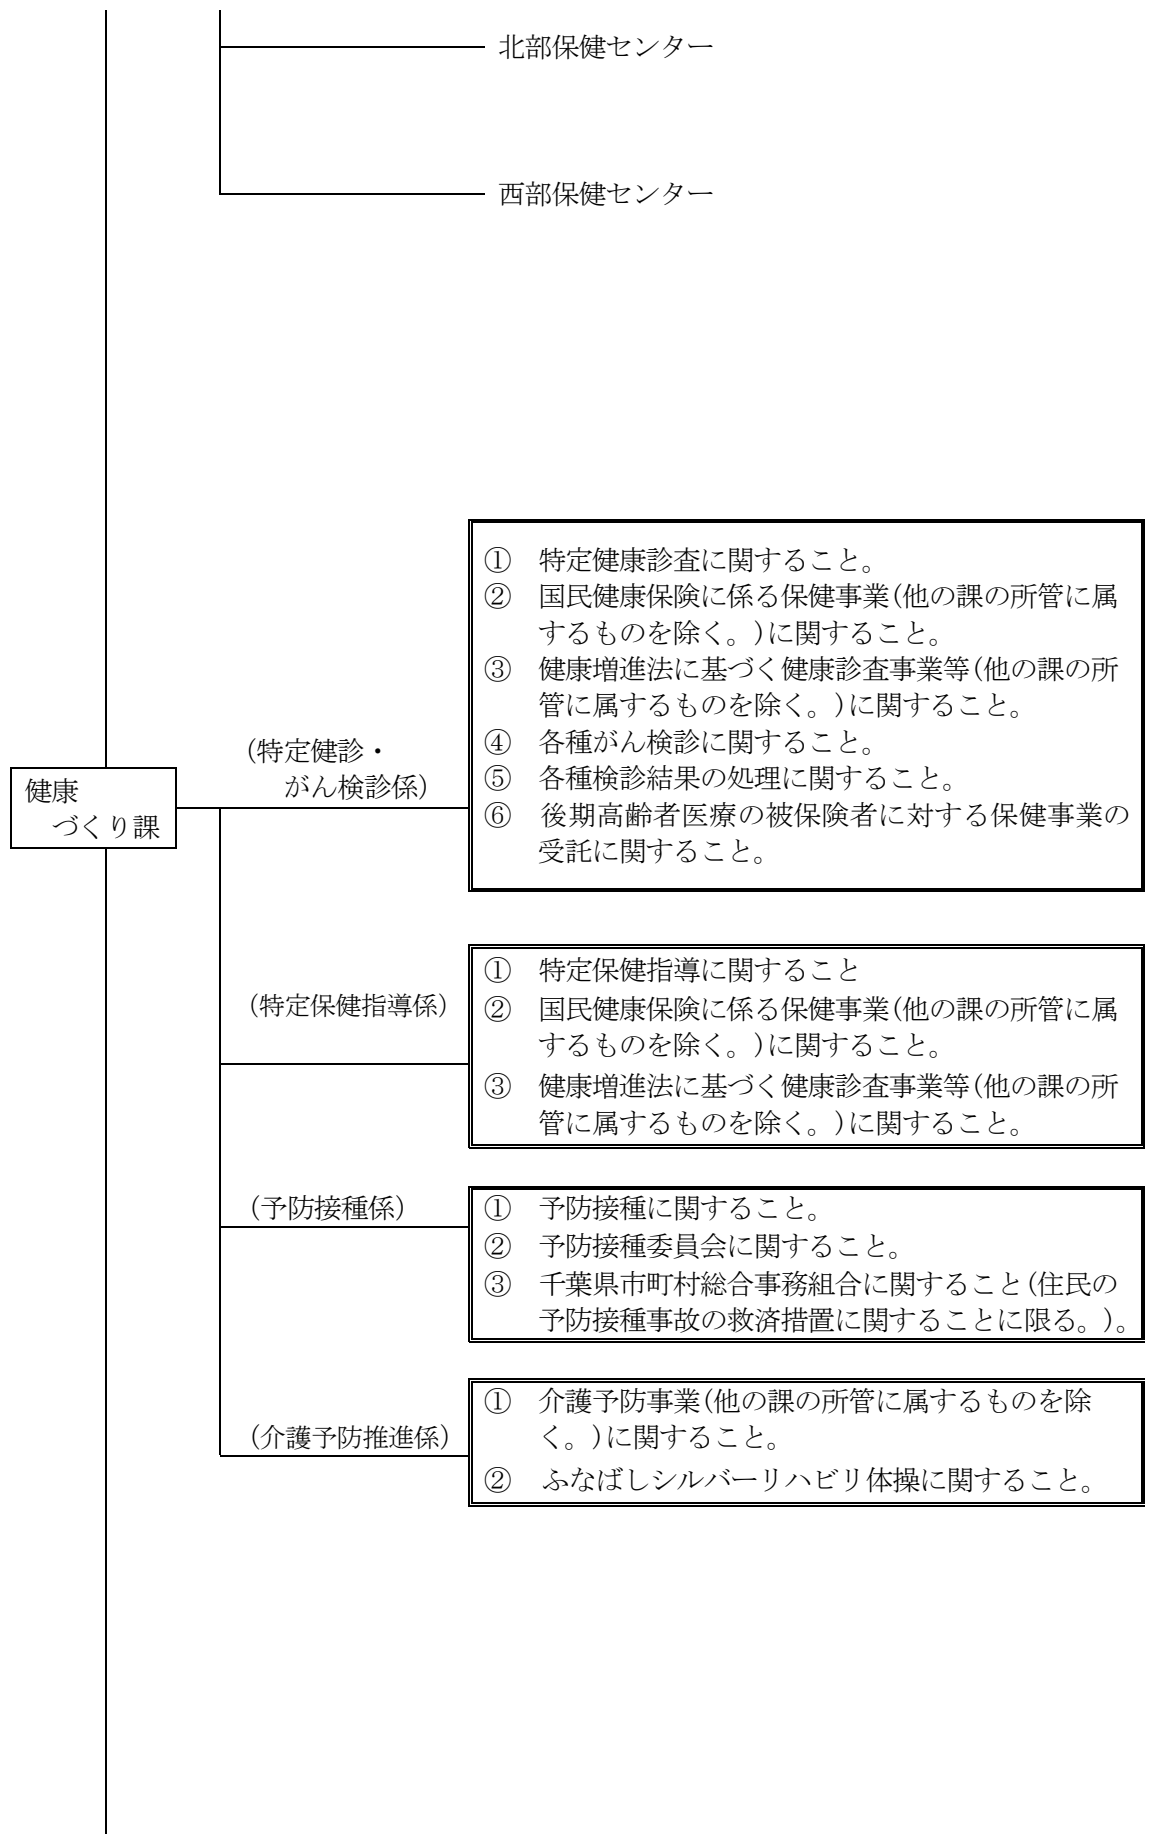 北部保健センター
西部保健センター
健康
づくり課
(特定健診・
がん検診係)
① 特定健康診査に関すること。
② 国民健康保険に係る保健事業(他の課の所管に属
するものを除く。)に関すること。
③ 健康増進法に基づく健康診査事業等(他の課の所
管に属するものを除く。)に関すること。
④ 各種がん検診に関すること。
⑤ 各種検診結果の処理に関すること。
⑥ 後期高齢者医療の被保険者に対する保健事業の
受託に関すること。
(特定保健指導係)
① 特定保健指導に関すること
② 国民健康保険に係る保健事業(他の課の所管に属
するものを除く。)に関すること。
③ 健康増進法に基づく健康診査事業等(他の課の所
管に属するものを除く。)に関すること。
(予防接種係)
① 予防接種に関すること。
② 予防接種委員会に関すること。
③ 千葉県市町村総合事務組合に関すること(住民の
予防接種事故の救済措置に関することに限る。)。
(介護予防推進係)
① 介護予防事業(他の課の所管に属するものを除
く。)に関すること。
② ふなばしシルバーリハビリ体操に関すること。